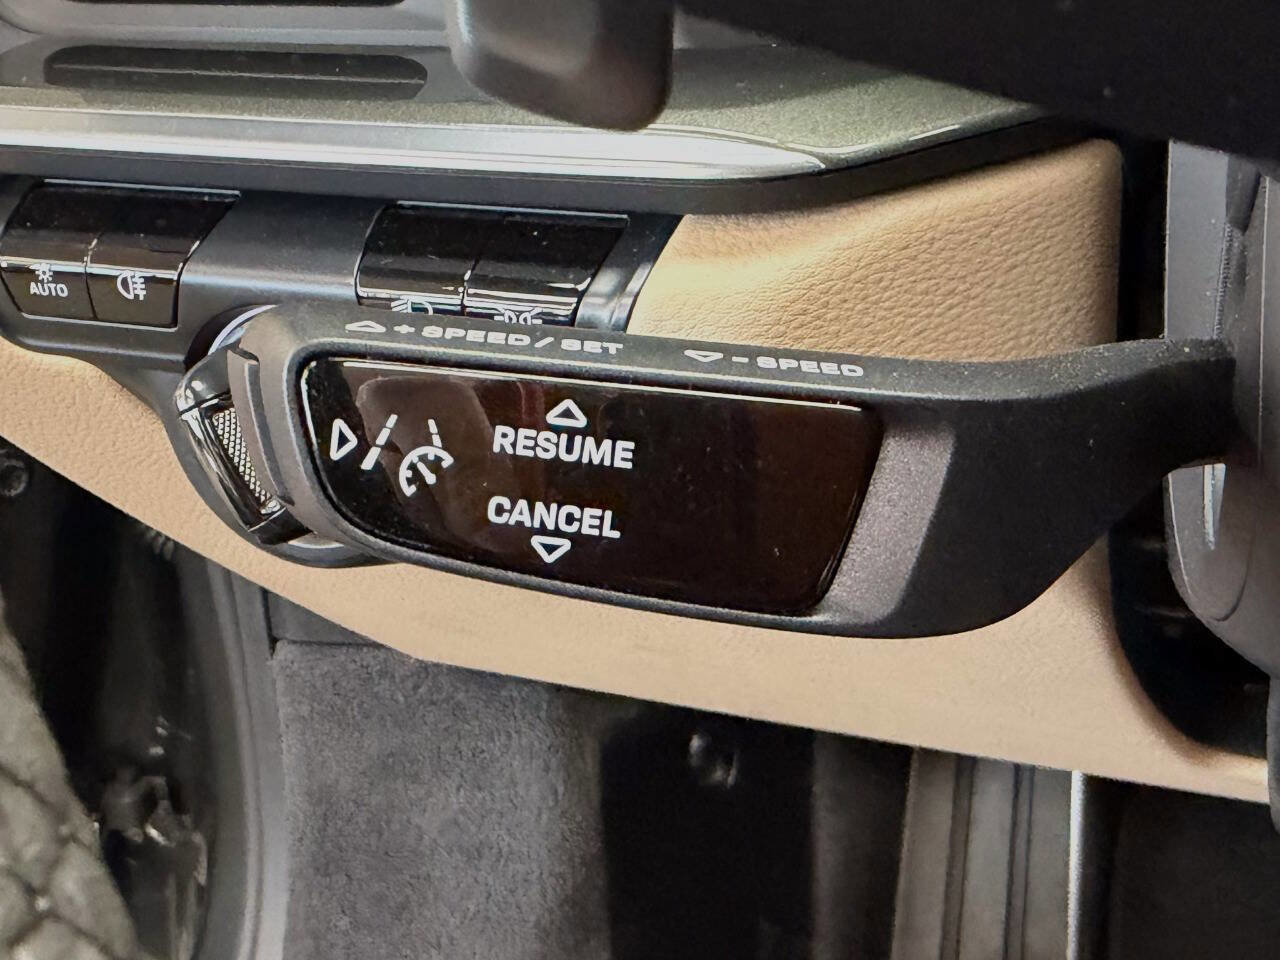 AUTO
+ SPEED / SET - SPEED
RESUME
CANCEL